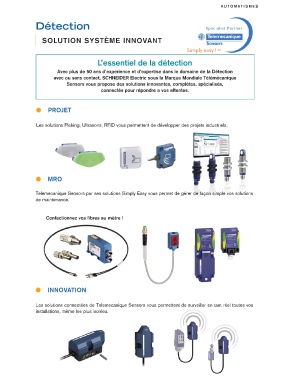 AUTOMATISMES
Détection
SOLUTION SYSTÈME INNOVANT
Specialist Partner
Telemecanique
Sensors
Simply easy!™
L'essentiel de la détection
Avec plus de 80 ans d'expérience et d'expertise dans le domaine de la Détection
avec ou sans contact, SCHNEIDER Electric sous la Marque Mondiale Télémécanique
Sensors vous propose des solutions innovantes, complètes, spécialisés,
connectés pour répondre à vos attentes.
PROJET
Les solutions Picking, Ultrasons, RFID vous permettent de développer des projets industriels.
MRO
Telemecanique Sensors par ses solutions Simply Easy vous permet de gérer de façon simple vos solutions
de maintenance.
Confectionnez vos fibres au mètre !
INNOVATION
Les solutions connectées de Télémecanique Sensors vous permettent de surveiller en tant réel toutes vos
installations, même les plus isolées.